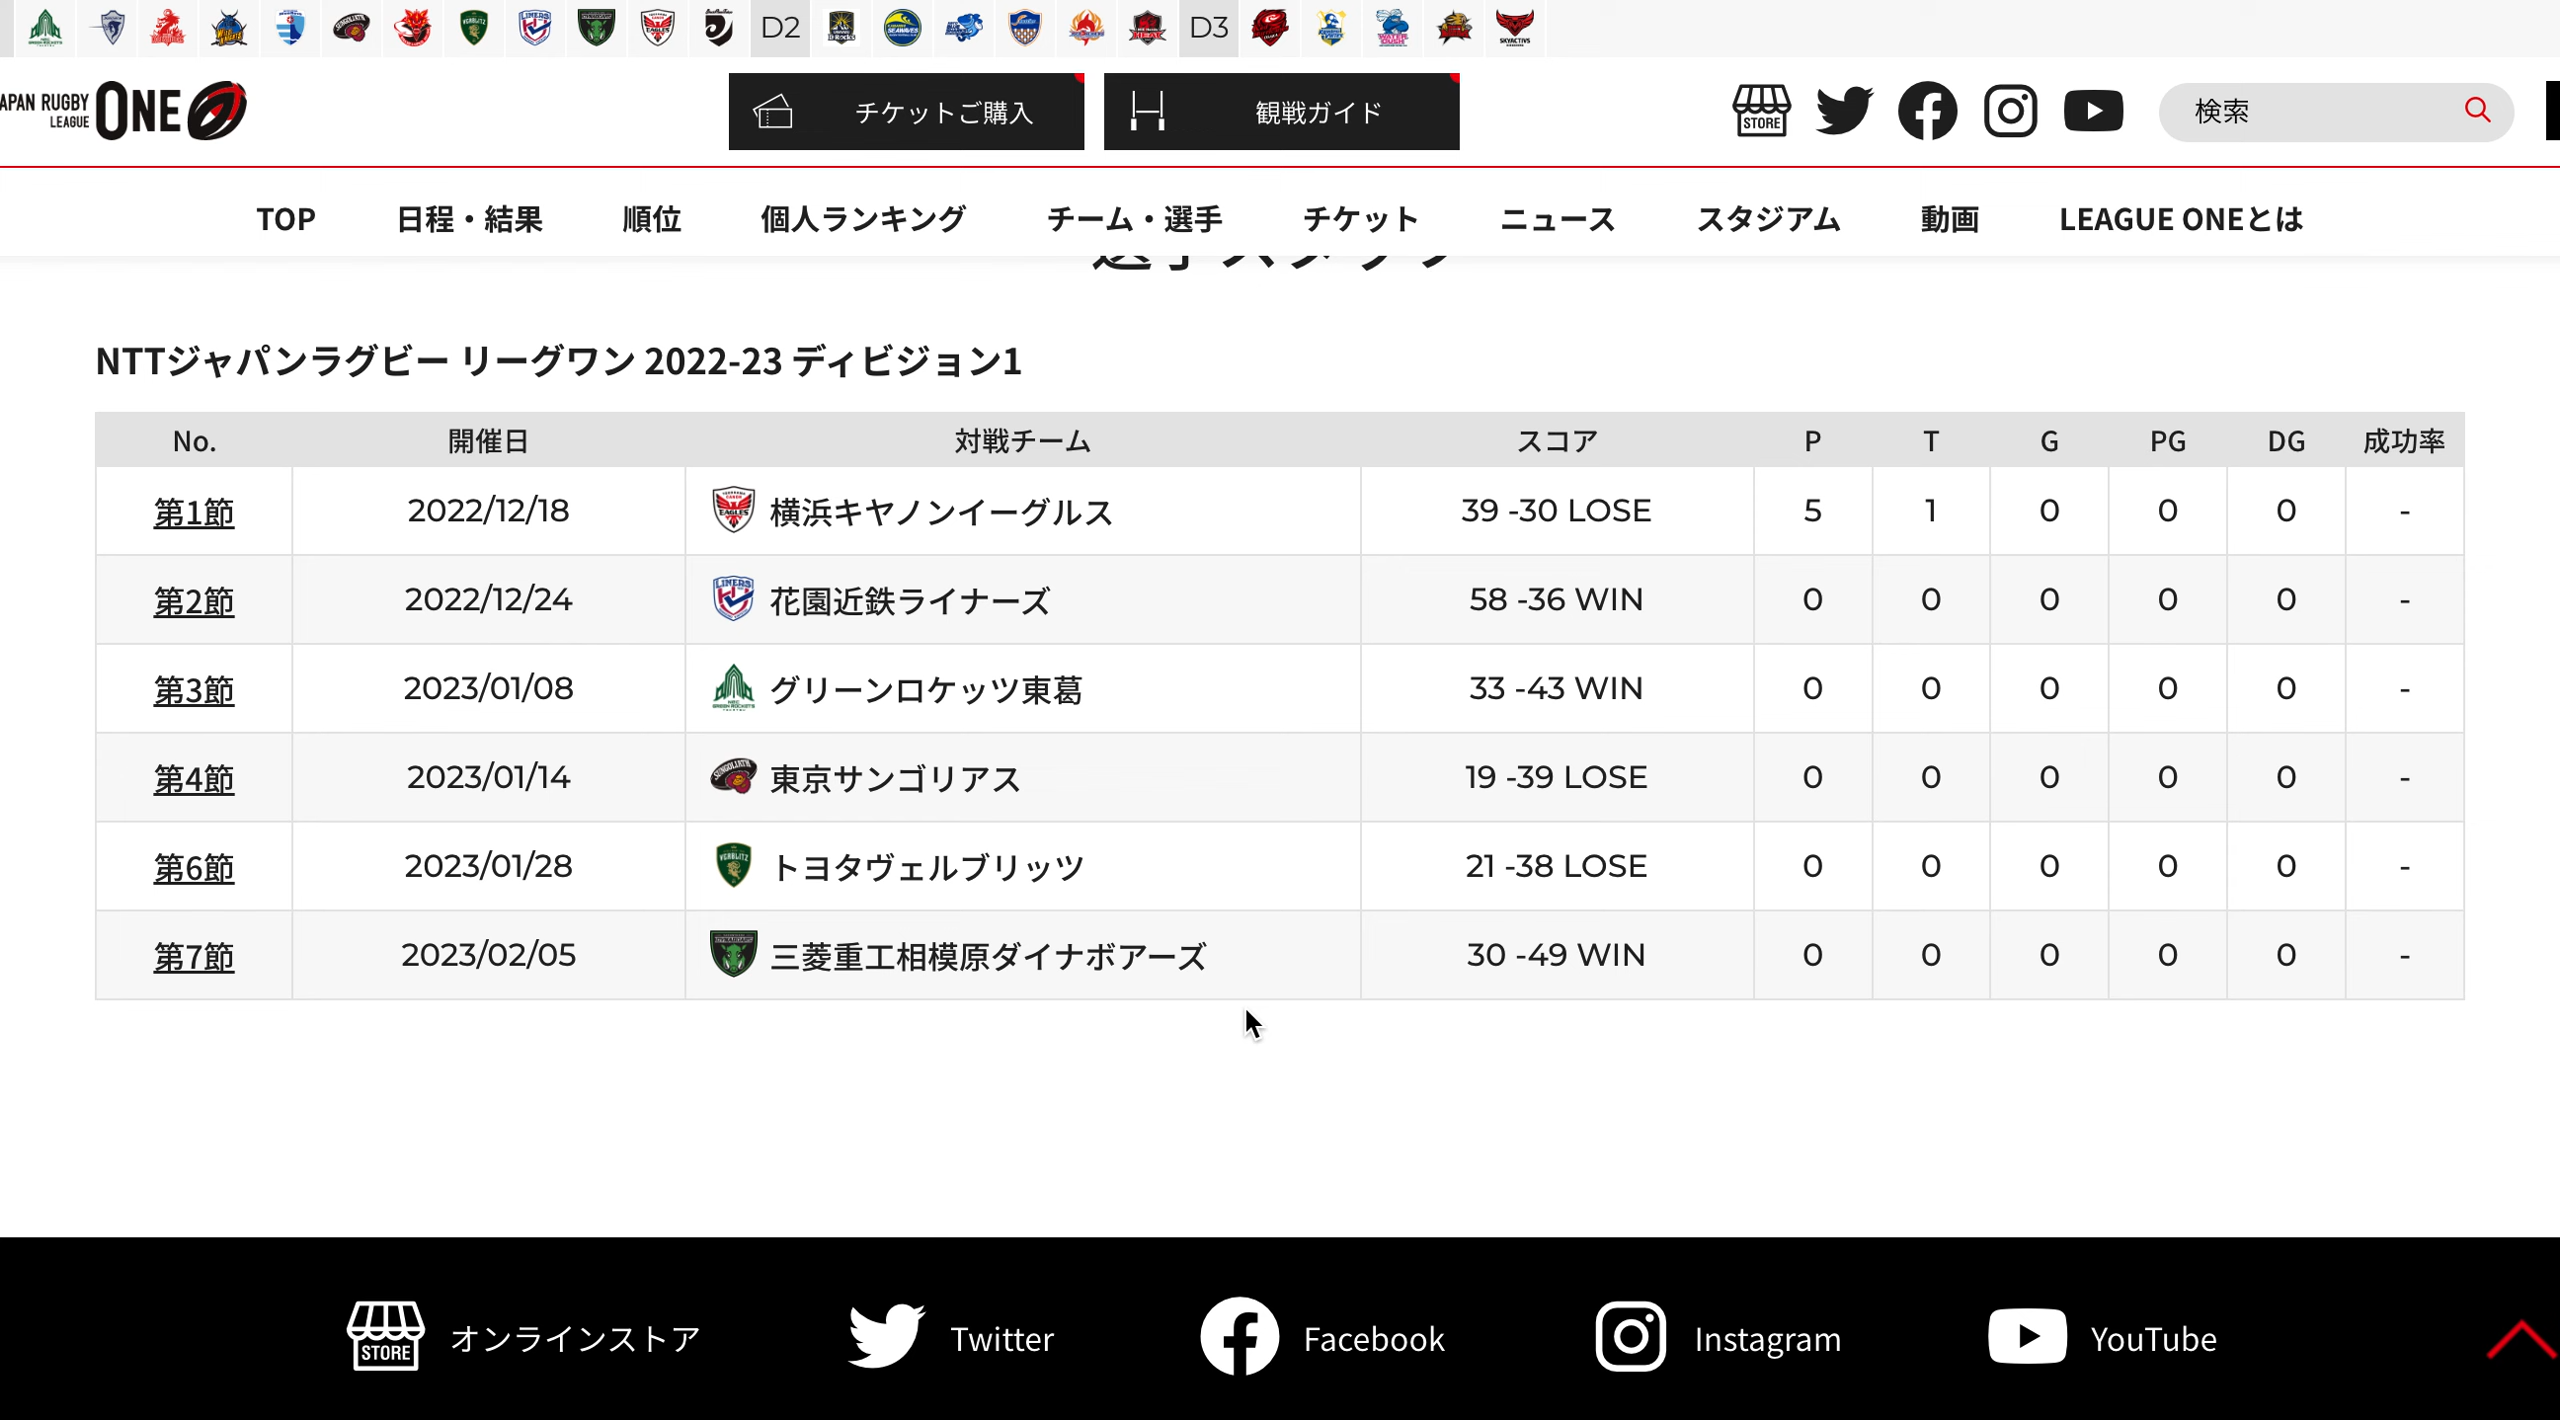 D2
D3
SKYACTIVS
JAPAN RUGBY LEAGUE ONE
チケットご購入
観戦ガイド
STORE
検索
TOP 日程・結果 順位 個人ランキング チーム・選手 チケット ニュース スタジアム 動画 LEAGUE ONEとは
NTTジャパンラグビー リーグワン 2022-23 ディビジョン1
No. 開催日 対戦チーム スコア P T G PG DG 成功率
第1節 2022/12/18 横浜キヤノンイーグルス 39 -30 LOSE 5 1 0 0 0 -
第2節 2022/12/24 花園近鉄ライナーズ 58 -36 WIN 0 0 0 0 0 -
第3節 2023/01/08 グリーンロケッツ東葛 33 -43 WIN 0 0 0 0 0 -
第4節 2023/01/14 東京サンゴリアス 19 -39 LOSE 0 0 0 0 0 -
第6節 2023/01/28 トヨタヴェルブリッツ 21 -38 LOSE 0 0 0 0 0 -
第7節 2023/02/05 三菱重工相模原ダイナボアーズ 30 -49 WIN 0 0 0 0 0 -
STORE オンラインストア Twitter Facebook Instagram YouTube